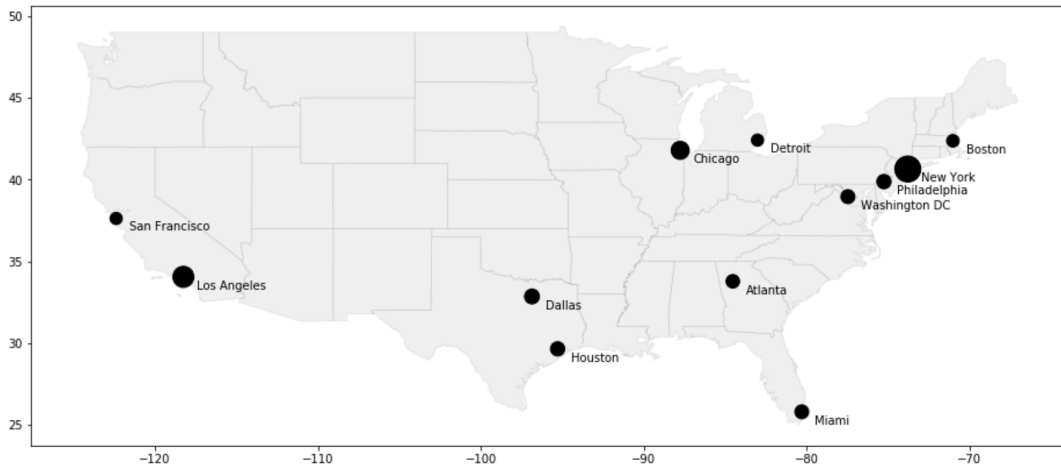 50
45
40
35
30
25
Detroit
Boston
Chicago
New York
Philadelphia
Washington DC
San Francisco
Los Angeles
Atlanta
Dallas
Houston
Miami
−120
−110
−100
−90
−80
−70